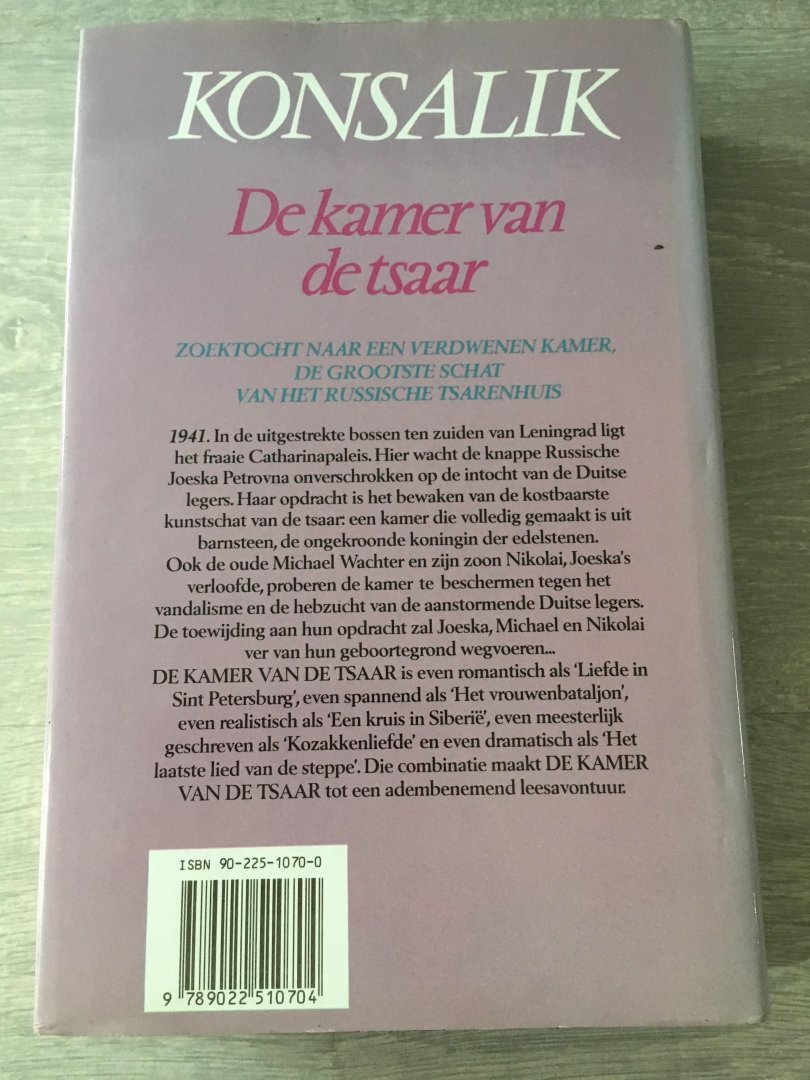 KONSALIK
De kamer van
de tsaar
ZOEKTOCHT NAAR EEN VERDWENEN KAMER,
DE GROOTSTE SCHAT
VAN HET RUSSISCHE TSARENHUIS
1941. In de uitgestrekte bossen ten zuiden van Leningrad ligt
het fraaie Catharinapaleis. Hier wacht de knappe Russische
Joeska Petrovna onverschrokken op de intocht van de Duitse
legers. Haar opdracht is het bewaken van de kostbaarste
kunstschat van de tsaar: een kamer die volledig gemaakt is uit
barnsteen, de ongekroonde koningin der edelstenen.
Ook de oude Michael Wachter en zijn zoon Nikolai, Joeska's
verloofde, proberen de kamer te beschermen tegen het
vandalisme en de hebzucht van de aanstormende Duitse legers.
De toewijding aan hun opdracht zal Joeska, Michael en Nikolai
ver van hun geboortegrond wegvoeren...
DE KAMER VAN DE TSAAR is even romantisch als 'Liefde in
Sint Petersburg', even spannend als 'Het vrouwenbataljon',
even realistisch als 'Een kruis in Siberië', even meesterlijk
geschreven als 'Kozakkenliefde' en even dramatisch als 'Het
laatste lied van de steppe'. Die combinatie maakt DE KAMER
VAN DE TSAAR tot een adembenemend leesavontuur.
ISBN 90-225-1070-0
9 789022 510704